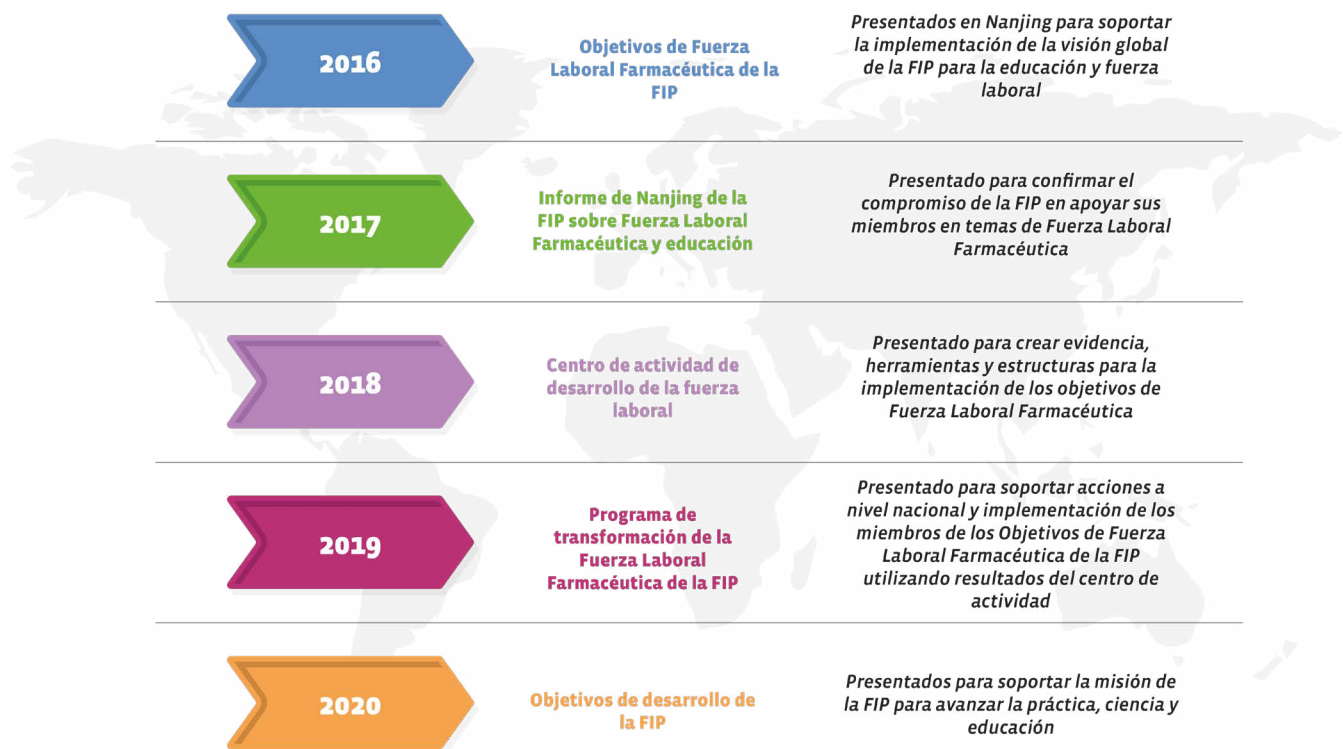 2016
Objetivos de Fuerza
Laboral Farmacéutica de la
FIP
Presentados en Nanjing para soportar
la implementación de la visión global
de la FIP para la educación y fuerza
laboral
2017
Informe de Nanjing de la
FIP sobre Fuerza Laboral
Farmacéutica y educación
Presentado para confirmar el
compromiso de la FIP en apoyar sus
miembros en temas de Fuerza Laboral
Farmacéutica
2018
Centro de actividad de
desarrollo de la fuerza
laboral
Presentado para crear evidencia,
herramientas y estructuras para la
implementación de los objetivos de
Fuerza Laboral Farmacéutica
2019
Programa de
transformación de la
Fuerza Laboral
Farmacéutica de la FIP
Presentado para soportar acciones a
nivel nacional y implementación de los
miembros de los Objetivos de Fuerza
Laboral Farmacéutica de la FIP
utilizando resultados del centro de
actividad
2020
Objetivos de desarrollo de
la FIP
Presentados para soportar la misión de
la FIP para avanzar la práctica, ciencia y
educación